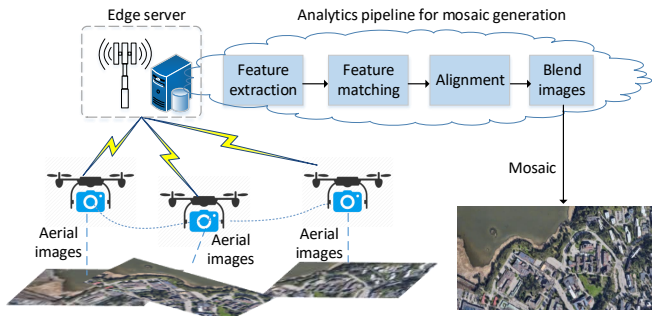 Edge server
Analytics pipeline for mosaic generation
Feature
extraction
Feature
matching
Alignment
Blend
images
Mosaic
Aerial
images
Aerial
images
Aerial
images